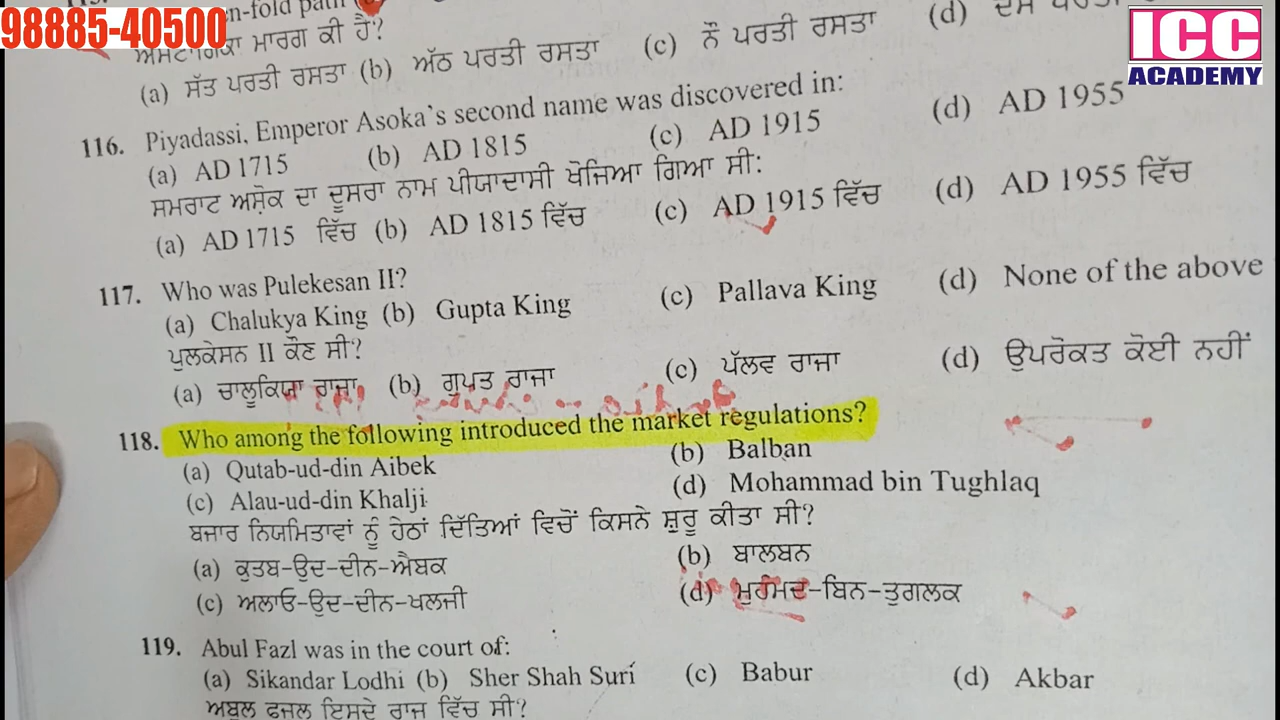 98885-40500
ICC
ACADEMY
n-fold path
ਮਾਰਗ ਕੀ ਹੈ?
(a) ਸੱਤ ਪਰਤੀ ਰਸਤਾ (b) ਅੱਠ ਪਰਤੀ ਰਸਤਾ (c) ਨੌ ਪਰਤੀ ਰਸਤਾ (d)
116. Piyadassi, Emperor Asoka`s second name was discovered in:
(a) AD 1715 (b) AD 1815 (c) AD 1915 (d) AD 1955
ਸਮਰਾਟ ਅਸ਼ੋਕ ਦਾ ਦੂਸਰਾ ਨਾਮ ਪੀਯਾਦਾਸੀ ਖੋਜਿਆ ਗਿਆ ਸੀ:
(a) AD 1715 ਵਿੱਚ (b) AD 1815 ਵਿੱਚ (c) AD 1915 ਵਿੱਚ (d) AD 1955 ਵਿੱਚ
117. Who was Pulekesan II?
(a) Chalukya King (b) Gupta King (c) Pallava King (d) None of the above
ਪੁਲਕੇਸਨ II ਕੌਣ ਸੀ?
(a) ਚਾਲੂਕਿਯਾ ਰਾਜਾ (b) ਗੁਪਤ ਰਾਜਾ (c) ਪੱਲਵ ਰਾਜਾ (d) ਉਪਰੋਕਤ ਕੋਈ ਨਹੀਂ
118. Who among the following introduced the market regulations?
(a) Qutab-ud-din Aibek (b) Balban
(c) Alau-ud-din Khalji (d) Mohammad bin Tughlaq
ਬਜਾਰ ਨਿਯਮਿਤਾਵਾਂ ਨੂੰ ਹੇਠਾਂ ਦਿੱਤਿਆਂ ਵਿਚੋਂ ਕਿਸਨੇ ਸ਼ੁਰੂ ਕੀਤਾ ਸੀ?
(a) ਕੁਤਬ-ਉਦ-ਦੀਨ-ਐਬਕ (b) ਬਾਲਬਨ
(c) ਅਲਾਓ-ਉਦ-ਦੀਨ-ਖਲਜੀ (d) ਮੁਹੰਮਦ-ਬਿਨ-ਤੁਗਲਕ
119. Abul Fazl was in the court of:
(a) Sikandar Lodhi (b) Sher Shah Suri (c) Babur (d) Akbar
ਅਬੁਲ ਫਜਲ ਇਸਦੇ ਰਾਜ ਵਿੱਚ ਸੀ?